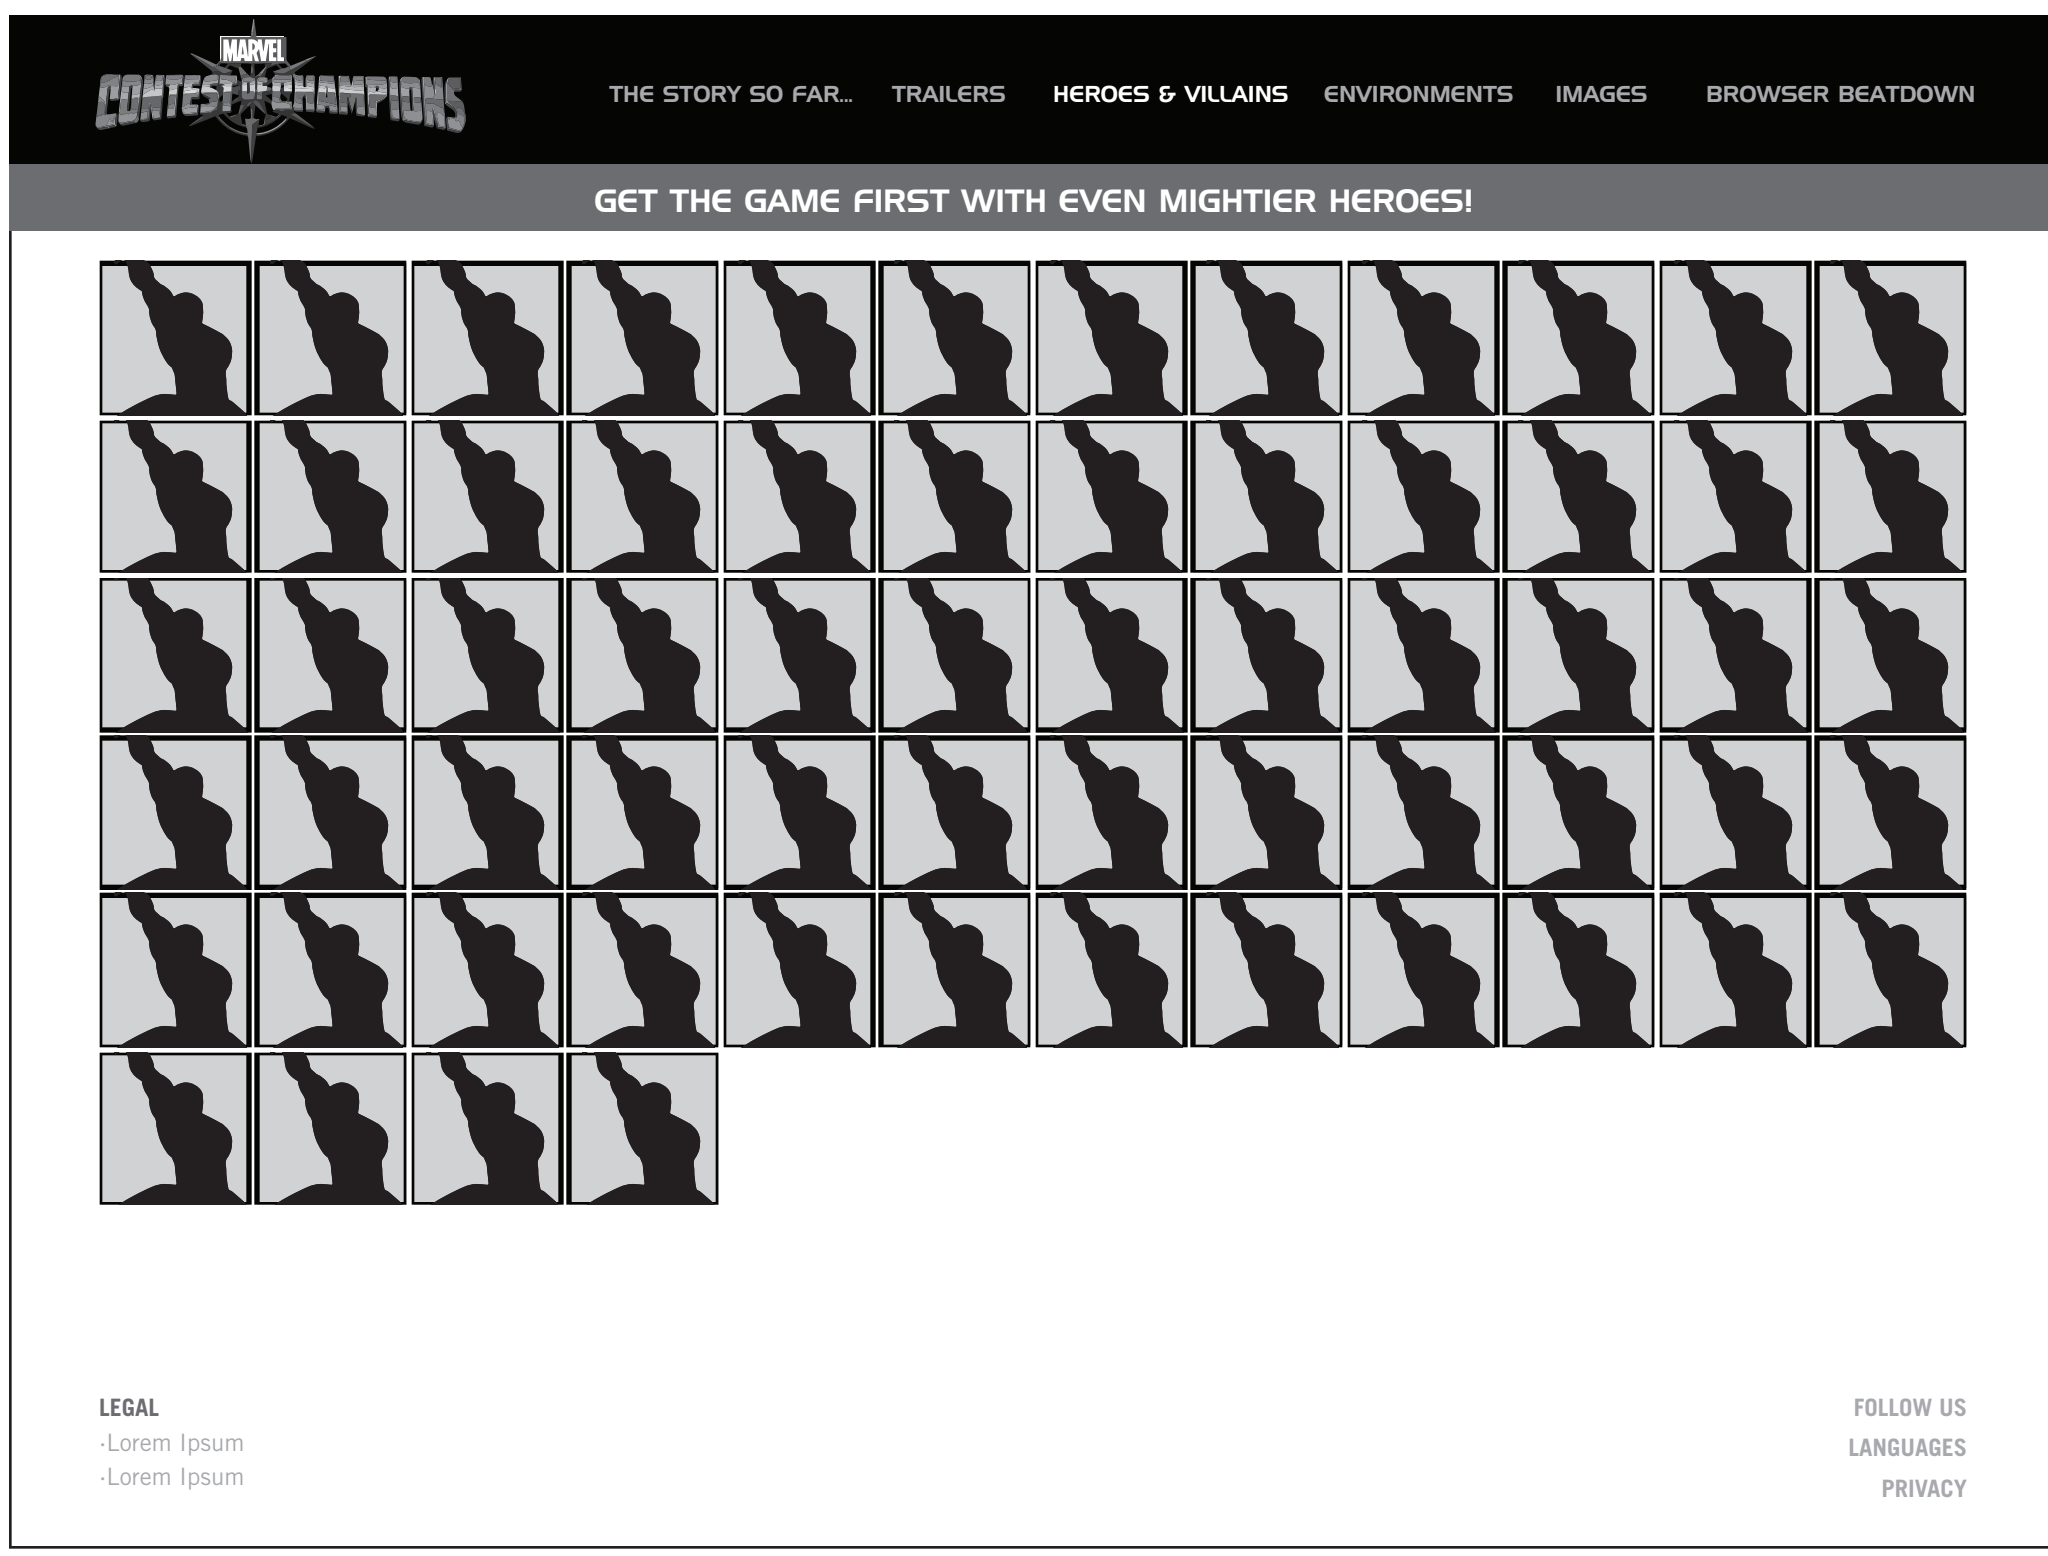 MARVEL
CONTEST OF CHAMPIONS
THE STORY SO FAR... TRAILERS HEROES & VILLAINS ENVIRONMENTS IMAGES BROWSER BEATDOWN
GET THE GAME FIRST WITH EVEN MIGHTIER HEROES!
LEGAL
·Lorem Ipsum
·Lorem Ipsum
FOLLOW US
LANGUAGES
PRIVACY